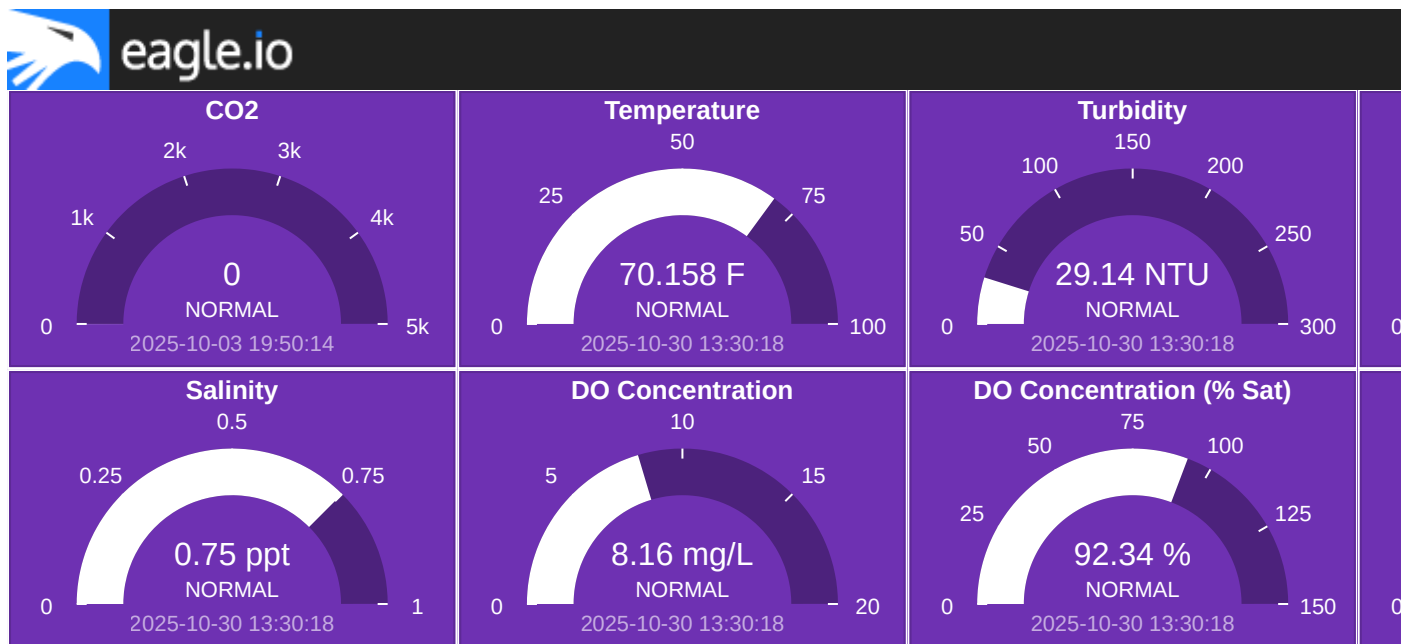 eagle.io
CO2
2k
3k
1k
4k
0
NORMAL
0
5k
2025-10-03 19:50:14
Temperature
50
25
75
70.158 F
NORMAL
0
100
2025-10-30 13:30:18
Turbidity
150
100
200
50
250
29.14 NTU
NORMAL
0
300
2025-10-30 13:30:18
0
Salinity
0.5
0.25
0.75
0.75 ppt
NORMAL
0
1
2025-10-30 13:30:18
DO Concentration
10
5
15
8.16 mg/L
NORMAL
0
20
2025-10-30 13:30:18
DO Concentration (% Sat)
75
50
100
25
125
92.34 %
NORMAL
0
150
2025-10-30 13:30:18
0